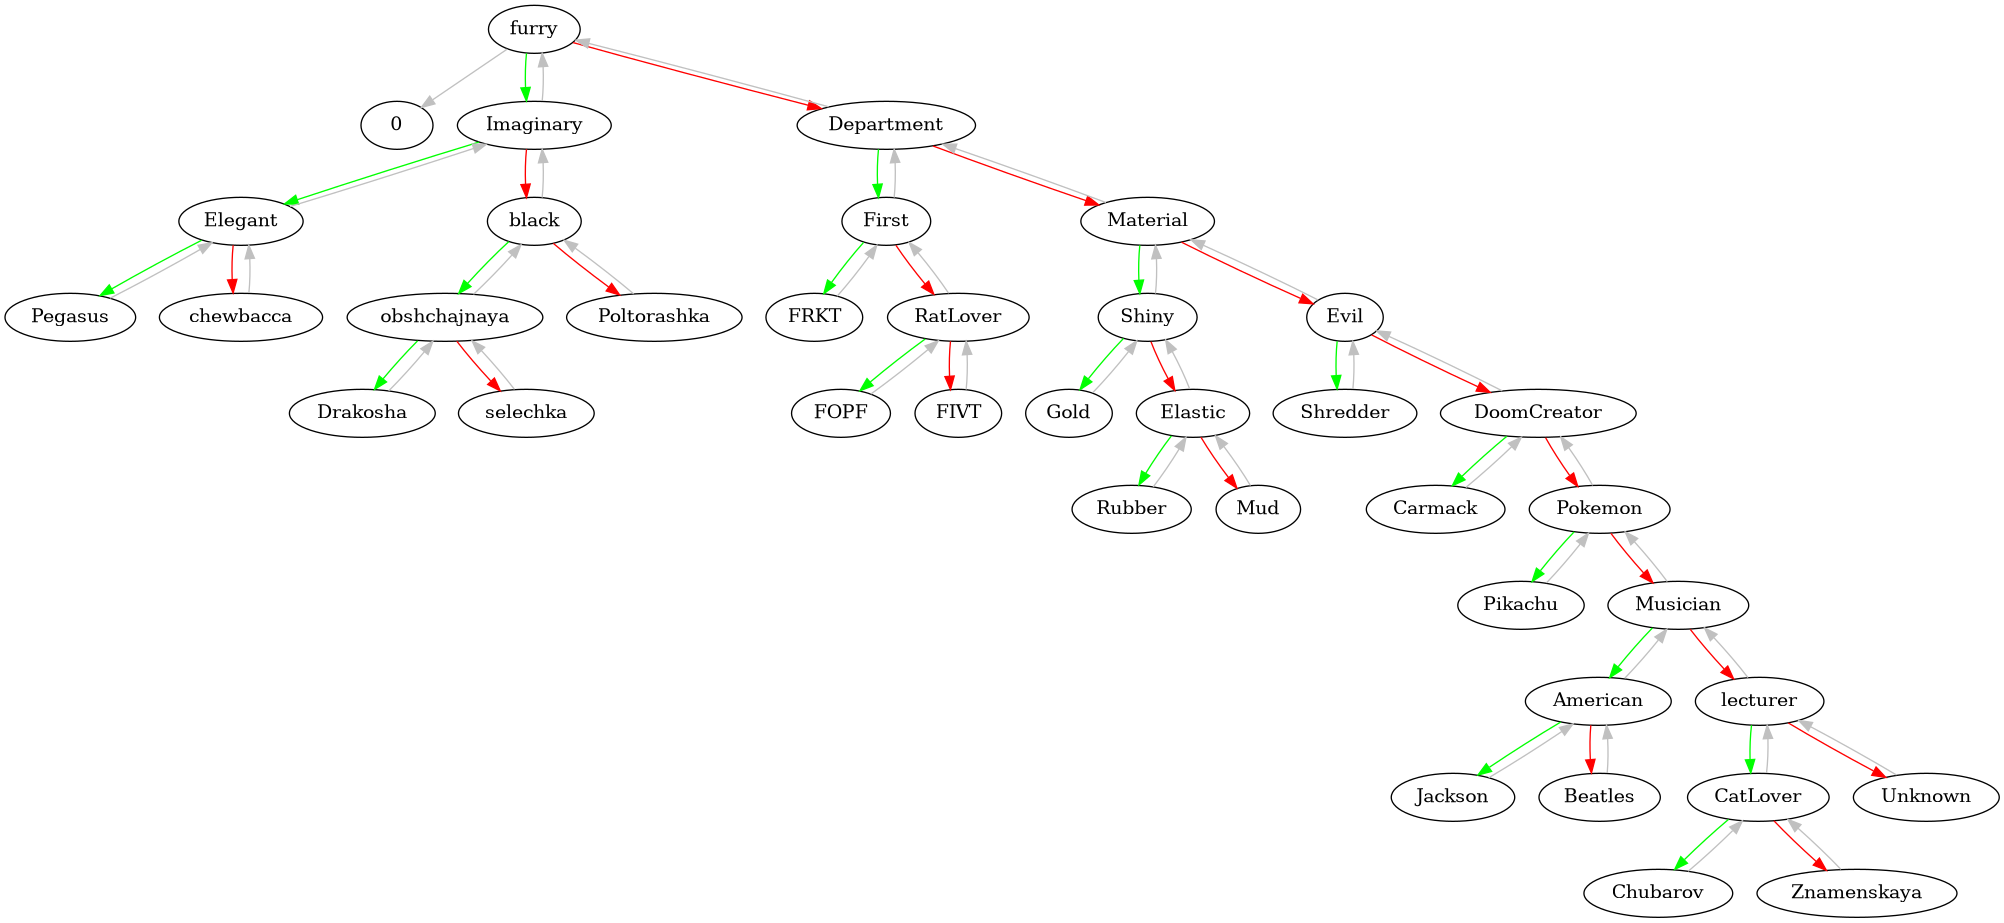 furry
0
Imaginary
Department
Elegant
black
First
Material
Pegasus
chewbacca
obshchajnaya
Poltorashka
FRKT
RatLover
Shiny
Evil
Drakosha
selechka
FOPF
FIVT
Gold
Elastic
Shredder
DoomCreator
Rubber
Mud
Carmack
Pokemon
Pikachu
Musician
American
lecturer
Jackson
Beatles
CatLover
Unknown
Chubarov
Znamenskaya